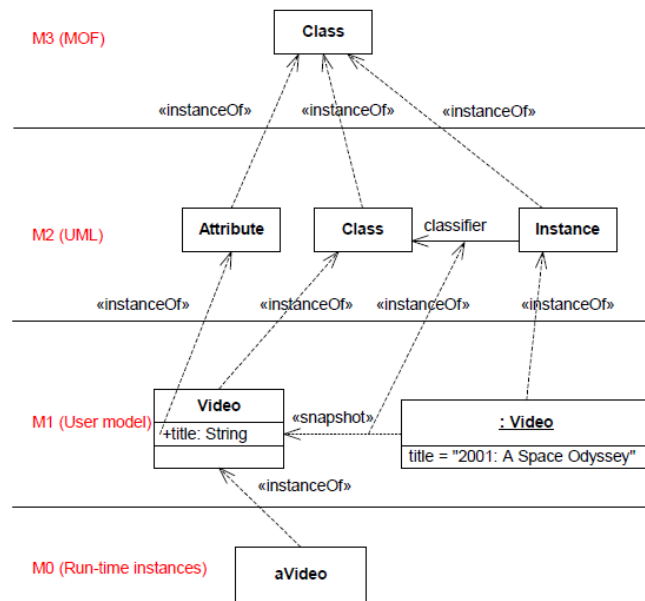 M3 (MOF)
Class
«instanceOf»
«instanceOf»
«instanceOf»
M2 (UML)
Attribute
Class
classifier
Instance
«instanceOf»
«instanceOf»
«instanceOf»
«instanceOf»
M1 (User model)
Video
+title: String
«snapshot»
: Video
title = "2001: A Space Odyssey"
«instanceOf»
M0 (Run-time instances)
aVideo